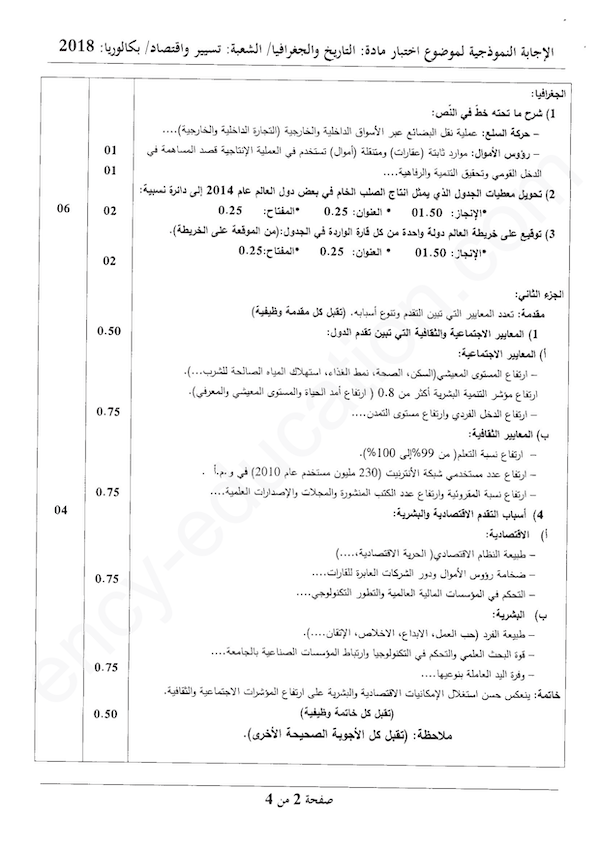 الإجابة النموذجية لموضوع اختبار مادة: التاريخ والجغرافيا/ الشعبة: تسيير واقتصاد/ بكالوريا: 2018
الجغرافيا:
1) شرح ما تحته خطّ في النّص:
– حركة السلع: عملية نقل البضائع عبر الأسواق الداخلية والخارجية (التجارة الداخلية والخارجية)....
– رؤوس الأموال: موارد ثابتة (عقارات) ومتنقلة (أموال) تستخدم في العملية الإنتاجية قصد المساهمة في 01
الدخل القومي وتحقيق التنمية والرفاهية.... 01
2) تحويل معطيات الجدول الذي يمثل انتاج الصلب الخام في بعض دول العالم عام 2014 إلى دائرة نسبية:
•الإنجاز: 01.50 •العنوان: 0.25 •المفتاح: 0.25 02 06
3) توقيع على خريطة العالم دولة واحدة من كل قارة الواردة في الجدول:(من الموقعة على الخريطة).
•الإنجاز: 01.50 •العنوان: 0.25 •المفتاح:0.25
02
الجزء الثاني:
مقدمة: تعدد المعايير التي تبين التقدم وتنوع أسبابه. (تقبل كل مقدمة وظيفية)
1) المعايير الاجتماعية والثقافية التي تبين تقدم الدول: 0.50
أ) المعايير الاجتماعية:
– ارتفاع المستوى المعيشي(السكن، الصحة، نمط الغذاء، استهلاك المياه الصالحة للشرب...).
ارتفاع مؤشر التنمية البشرية أكثر من 0.8 ( ارتفاع أمد الحياة والمستوى المعيشي والمعرفي).
– ارتفاع الدخل الفردي وارتفاع مستوى التمدن.... 0.75
ب) المعايير الثقافية:
– ارتفاع نسبة التعلم( من 99%إلى 100%).
– ارتفاع عدد مستخدمي شبكة الأنترنيت (230 مليون مستخدم عام 2010) في و.م.أ .
– ارتفاع نسبة المقروئية وارتفاع عدد الكتب المنشورة والمجلات والإصدارات العلمية.... 0.75
4) أسباب التقدم الاقتصادية والبشرية: 04
أ) الاقتصادية:
– طبيعة النظام الاقتصادي( الحرية الاقتصادية،....)
– ضخامة رؤوس الأموال ودور الشركات العابرة للقارات....
– التحكم في المؤسسات المالية العالمية والتطور التكنولوجي.... 0.75
ب) البشرية:
– طبيعة الفرد (حب العمل، الابداع، الاخلاص، الإتقان....).
– قوة البحث العلمي والتحكم في التكنولوجيا وارتباط المؤسسات الصناعية بالجامعة....
– وفرة اليد العاملة بنوعيها.... 0.75
خاتمة: ينعكس حسن استغلال الإمكانيات الاقتصادية والبشرية على ارتفاع المؤشرات الاجتماعية والثقافية.
(تقبل كل خاتمة وظيفية) 0.50
ملاحظة: (تقبل كل الأجوبة الصحيحة الأخرى).
صفحة 2 من 4
ency-education.com